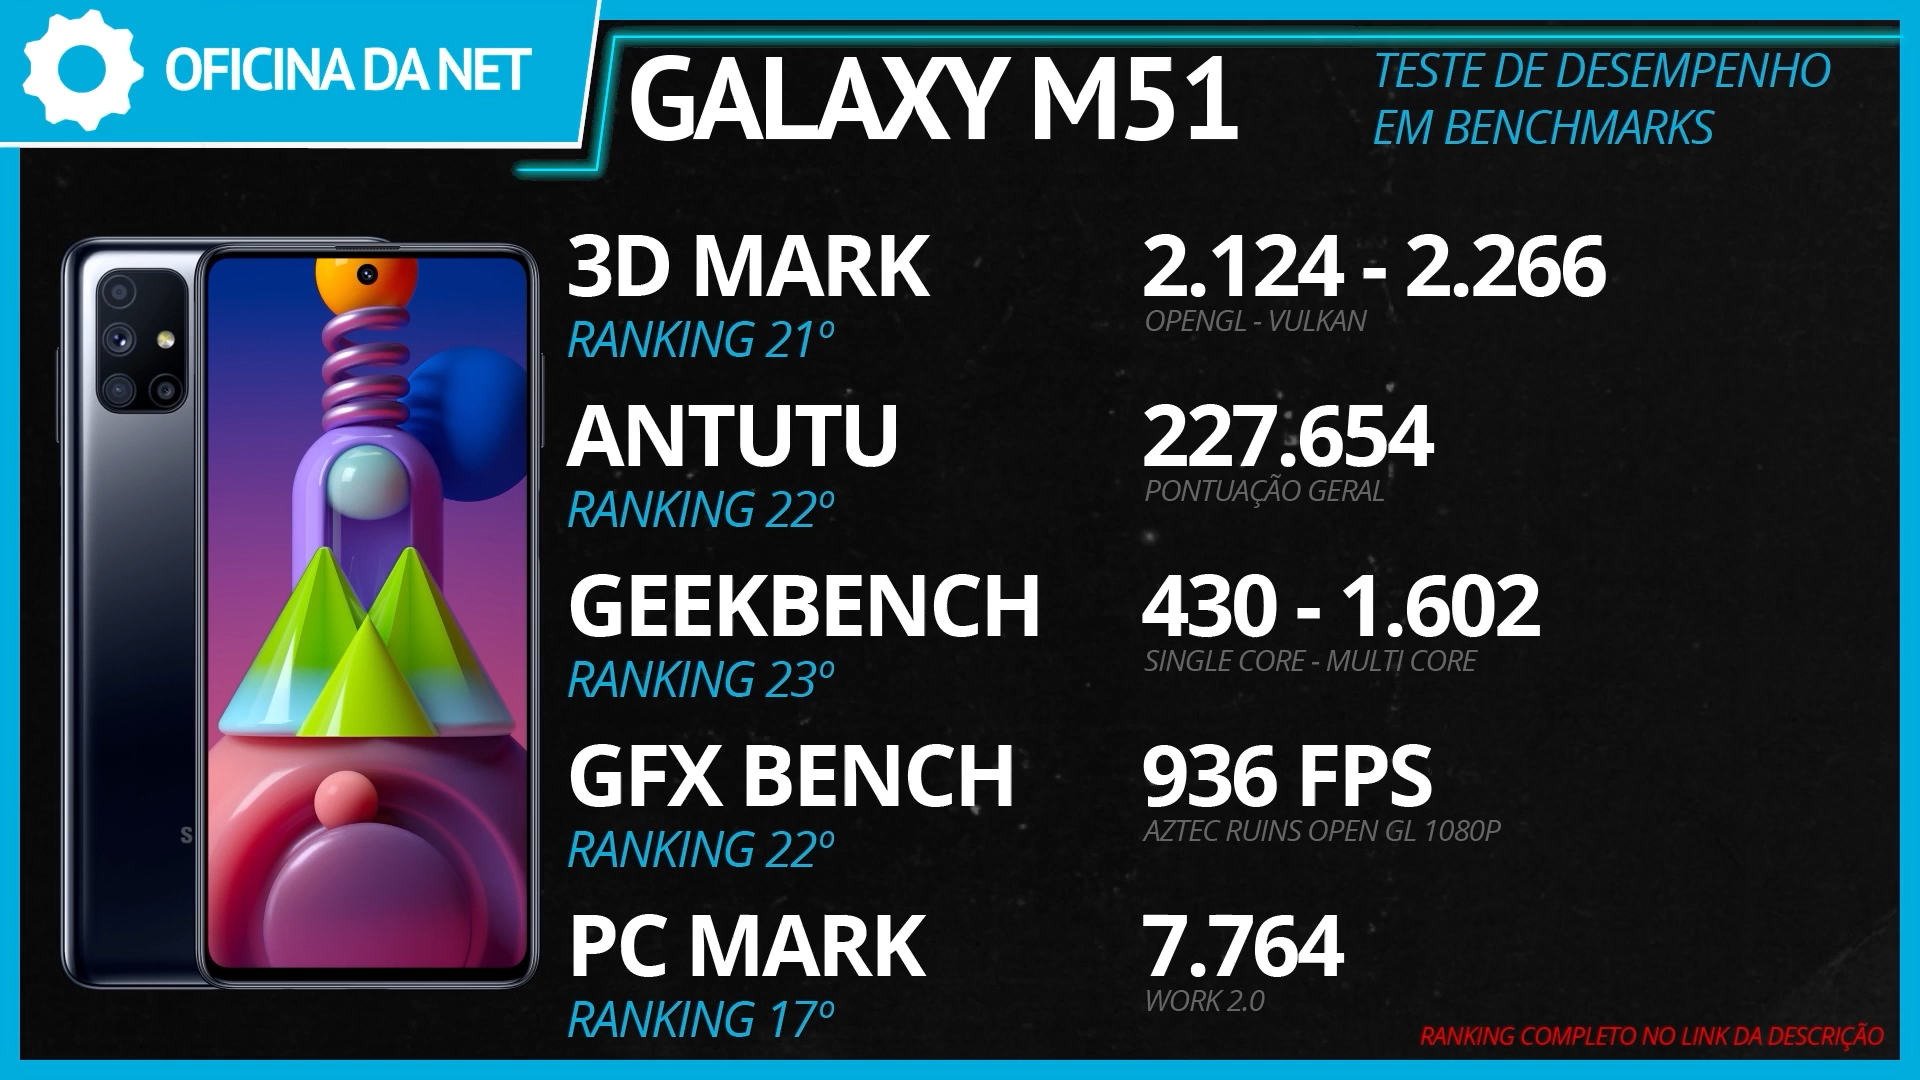 OFICINA DA NET
GALAXY M51
TESTE DE DESEMPENHO
EM BENCHMARKS
3D MARK
2.124 - 2.266
OPENGL - VULKAN
RANKING 21º
ANTUTU
227.654
PONTUAÇÃO GERAL
RANKING 22º
GEEKBENCH
430 - 1.602
SINGLE CORE - MULTI CORE
RANKING 23º
GFX BENCH
936 FPS
AZTEC RUINS OPEN GL 1080P
RANKING 22º
PC MARK
7.764
WORK 2.0
RANKING 17º
S
RANKING COMPLETO NO LINK DA DESCRIÇÃO